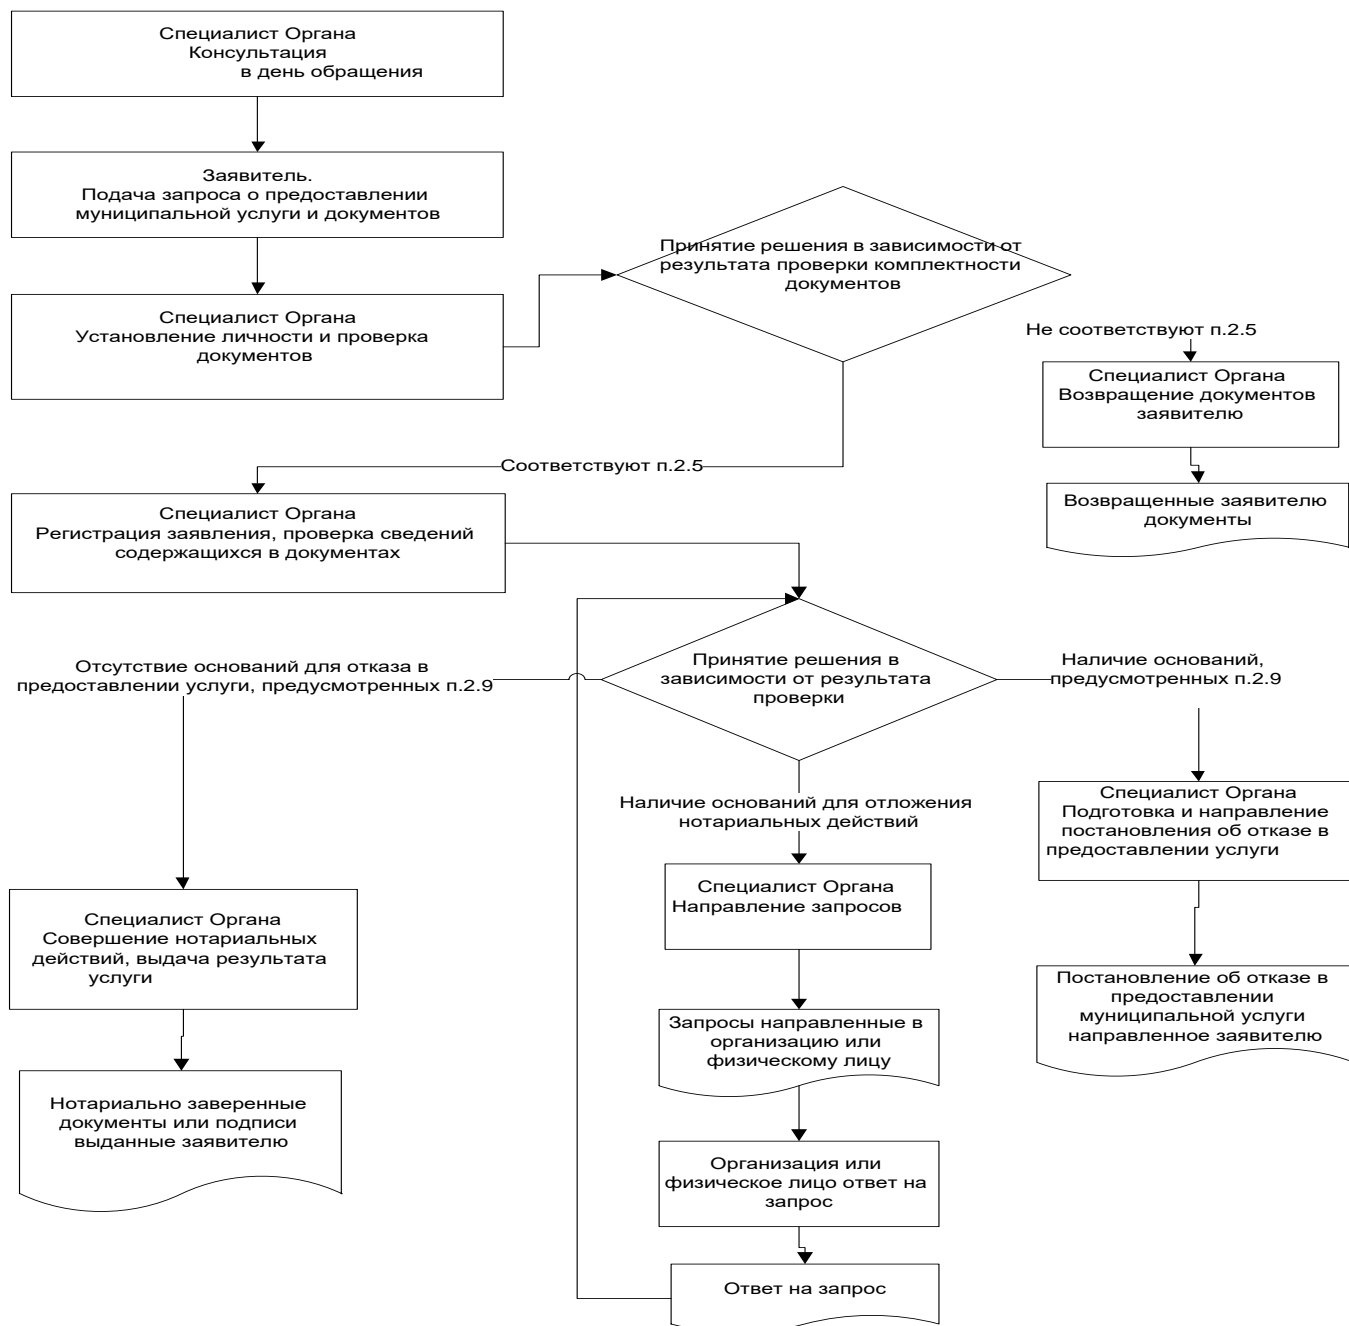 Специалист Органа
Консультация
в день обращения
Заявитель.
Подача запроса о предоставлении
муниципальной услуги и документов
Принятие решения в зависимости от
результата проверки комплектности
документов
Специалист Органа
Установление личности и проверка
документов
Не соответствуют п.2.5
Специалист Органа
Возвращение документов
заявителю
Соответствуют п.2.5
Возвращенные заявителю
документы
Специалист Органа
Регистрация заявления, проверка сведений
содержащихся в документах
Отсутствие оснований для отказа в
предоставлении услуги, предусмотренных п.2.9
Принятие решения в
зависимости от результата
проверки
Наличие оснований,
предусмотренных п.2.9
Наличие оснований для отложения
нотариальных действий
Специалист Органа
Подготовка и направление
постановления об отказе в
предоставлении услуги
Специалист Органа
Направление запросов
Специалист Органа
Совершение нотариальных
действий, выдача результата
услуги
Постановление об отказе в
предоставлении
муниципальной услуги
направленное заявителю
Запросы направленные в
организацию или
физическому лицу
Нотариально заверенные
документы или подписи
выданные заявителю
Организация или
физическое лицо ответ на
запрос
Ответ на запрос